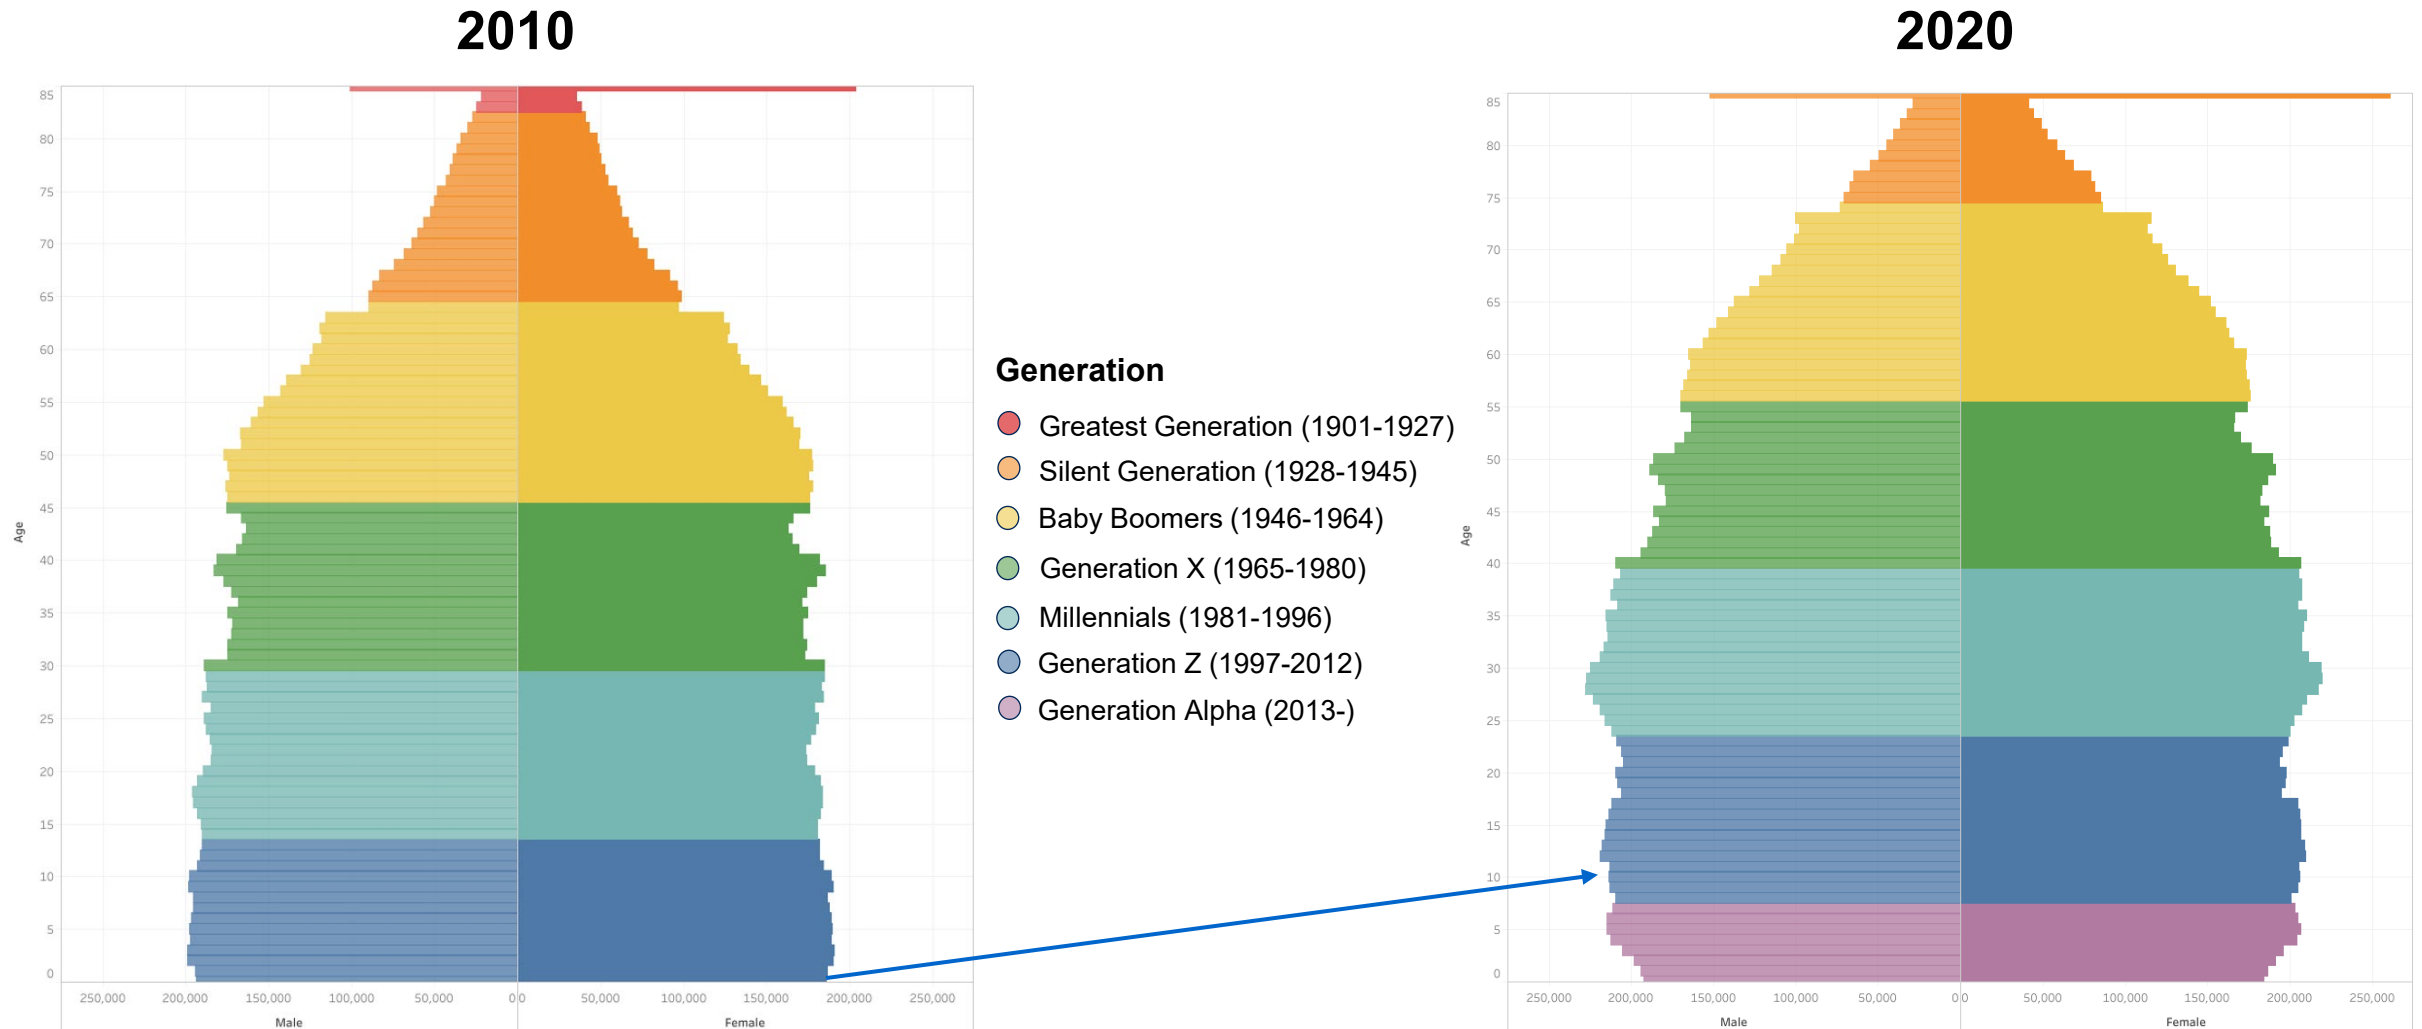 2010
85
80
75
70
65
60
55
50
45
40
35
30
25
20
15
10
5
0
Age
250,000 200,000 150,000 100,000 50,000 0 0 50,000 100,000 150,000 200,000 250,000
Male Female
Generation
Greatest Generation (1901-1927)
Silent Generation (1928-1945)
Baby Boomers (1946-1964)
Generation X (1965-1980)
Millennials (1981-1996)
Generation Z (1997-2012)
Generation Alpha (2013-)
2020
85
80
75
70
65
60
55
50
45
40
35
30
25
20
15
10
5
0
Age
250,000 200,000 150,000 100,000 50,000 0 0 50,000 100,000 150,000 200,000 250,000
Male Female